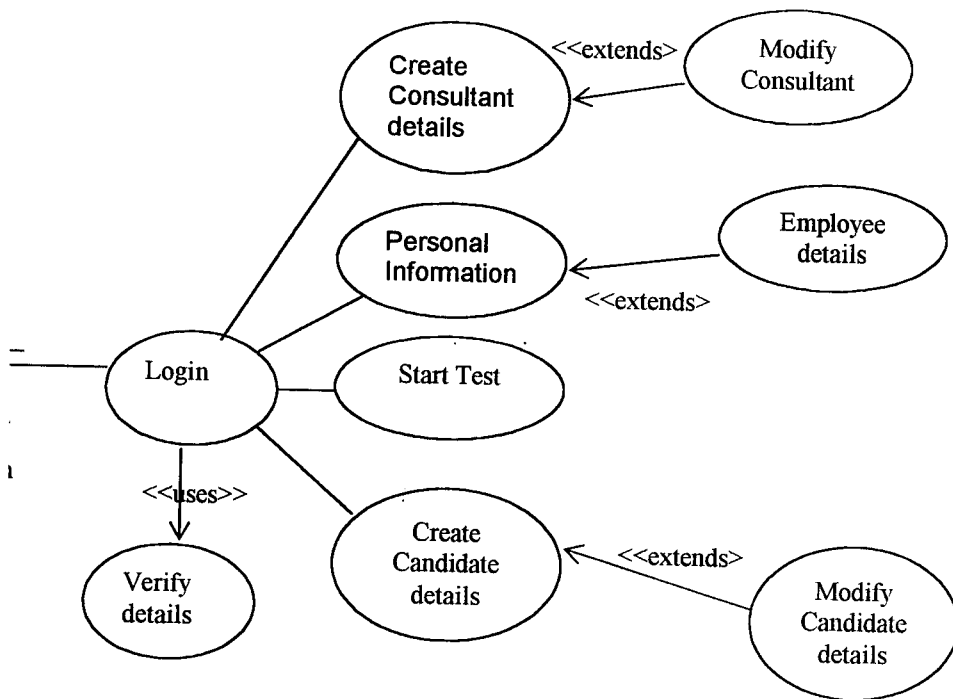 <<extends>
Modify
Consultant
Create
Consultant
details
Employee
details
Personal
Information
<<extends>
Login
Start Test
<<uses>>
Create
Candidate
details
<<extends>
Verify
details
Modify
Candidate
details